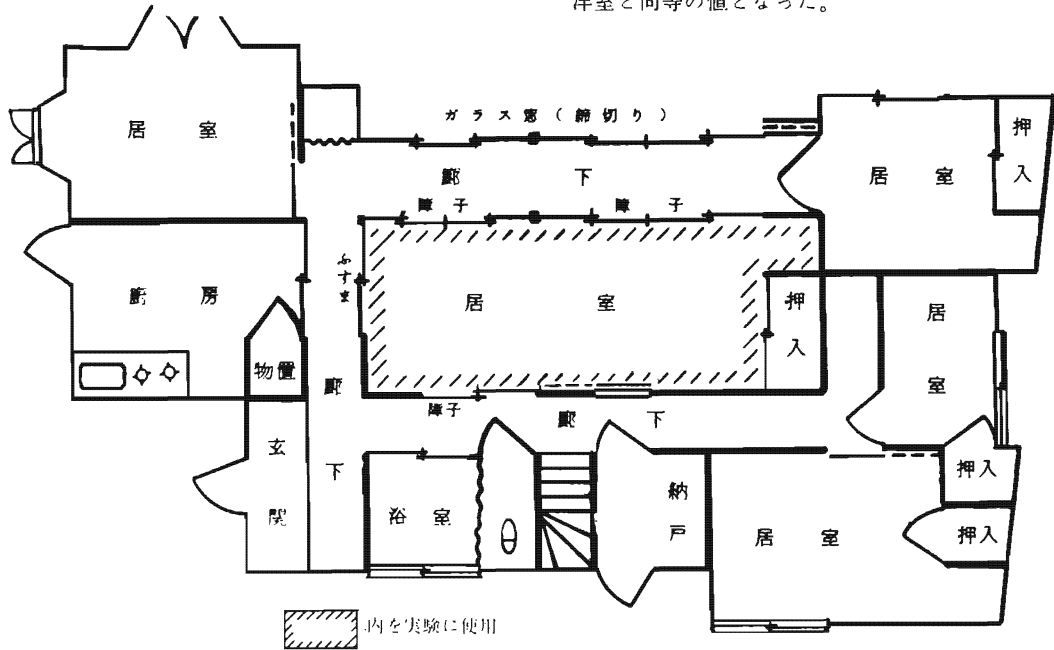 洋室と同等の値となった。
ガラス窓(締切り)
居室
押入
居室
廊下
障子
障子
ふすま
厨房
居室
押入
居室
物置
廊下
障子
廊下
玄関
浴室
納戸
居室
押入
押入
内を実験に使用